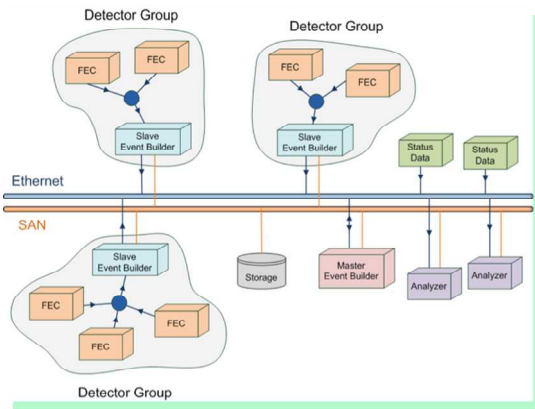 Detector Group
Detector Group
FEC
FEC
FEC
FEC
Slave
Event Builder
Slave
Event Builder
Status
Data
Status
Data
Ethernet
SAN
Slave
Event Builder
Storage
Master
Event Builder
Analyzer
Analyzer
FEC
FEC
FEC
Detector Group